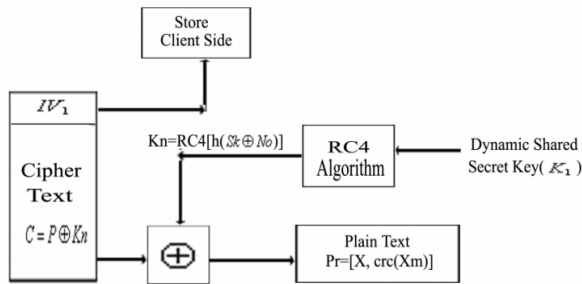 Store
Client Side
IV₁
Cipher
Text
C=P⊕Kn
Kn=RC4[h(Sk⊕No)]
RC4
Algorithm
Dynamic Shared
Secret Key( K₁ )
⊕
Plain Text
Pr=[X, crc(Xm)]